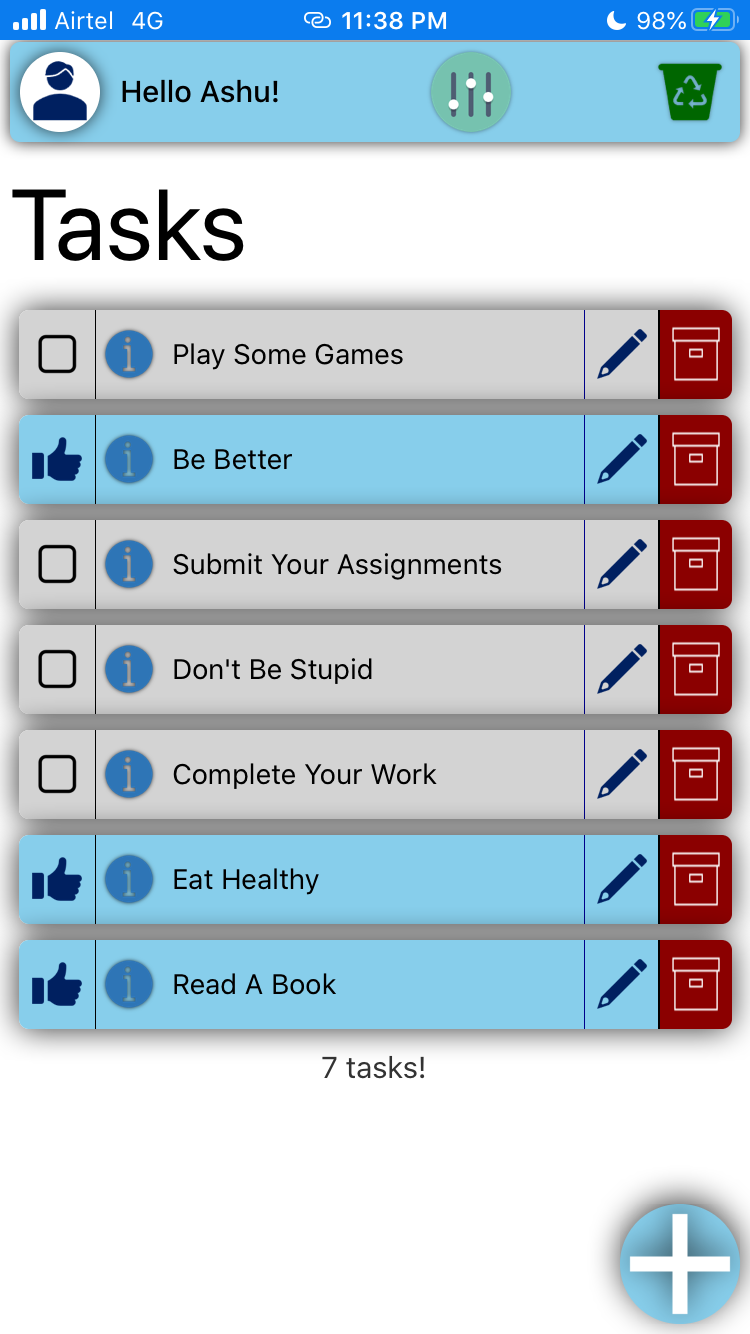 Airtel 4G 11:38 PM 98%
Hello Ashu!
Tasks
Play Some Games
Be Better
Submit Your Assignments
Don't Be Stupid
Complete Your Work
Eat Healthy
Read A Book
7 tasks!